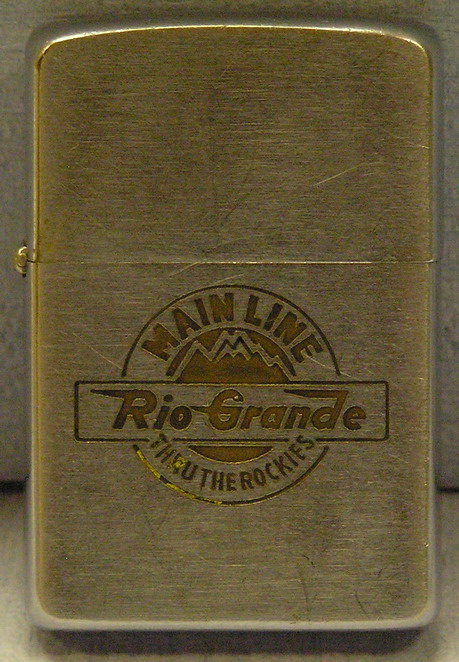 MAIN LINE
Rio Grande
THRU THE ROCKIES